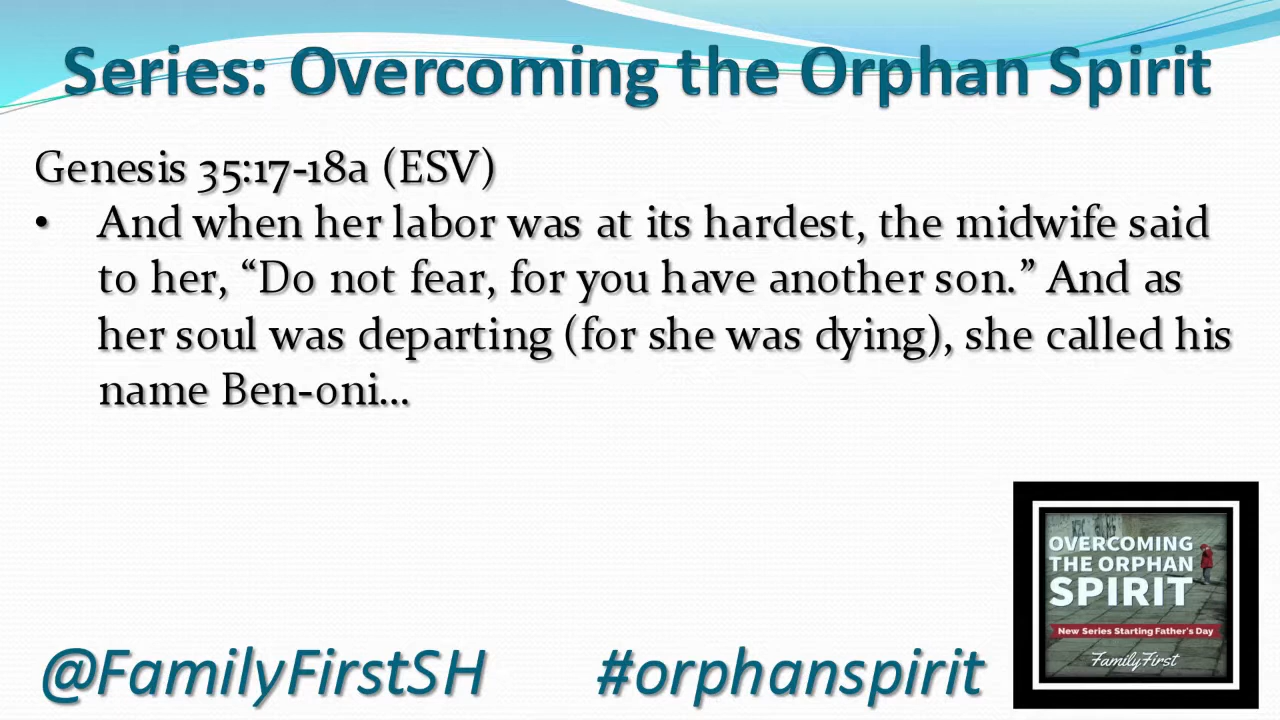 Series: Overcoming the Orphan Spirit
Genesis 35:17-18a (ESV)
• And when her labor was at its hardest, the midwife said
to her, “Do not fear, for you have another son.” And as
her soul was departing (for she was dying), she called his
name Ben-oni…
OVERCOMING
THE ORPHAN
SPIRIT
New Series Starting Father's Day
FamilyFirst
@FamilyFirstSH #orphanspirit